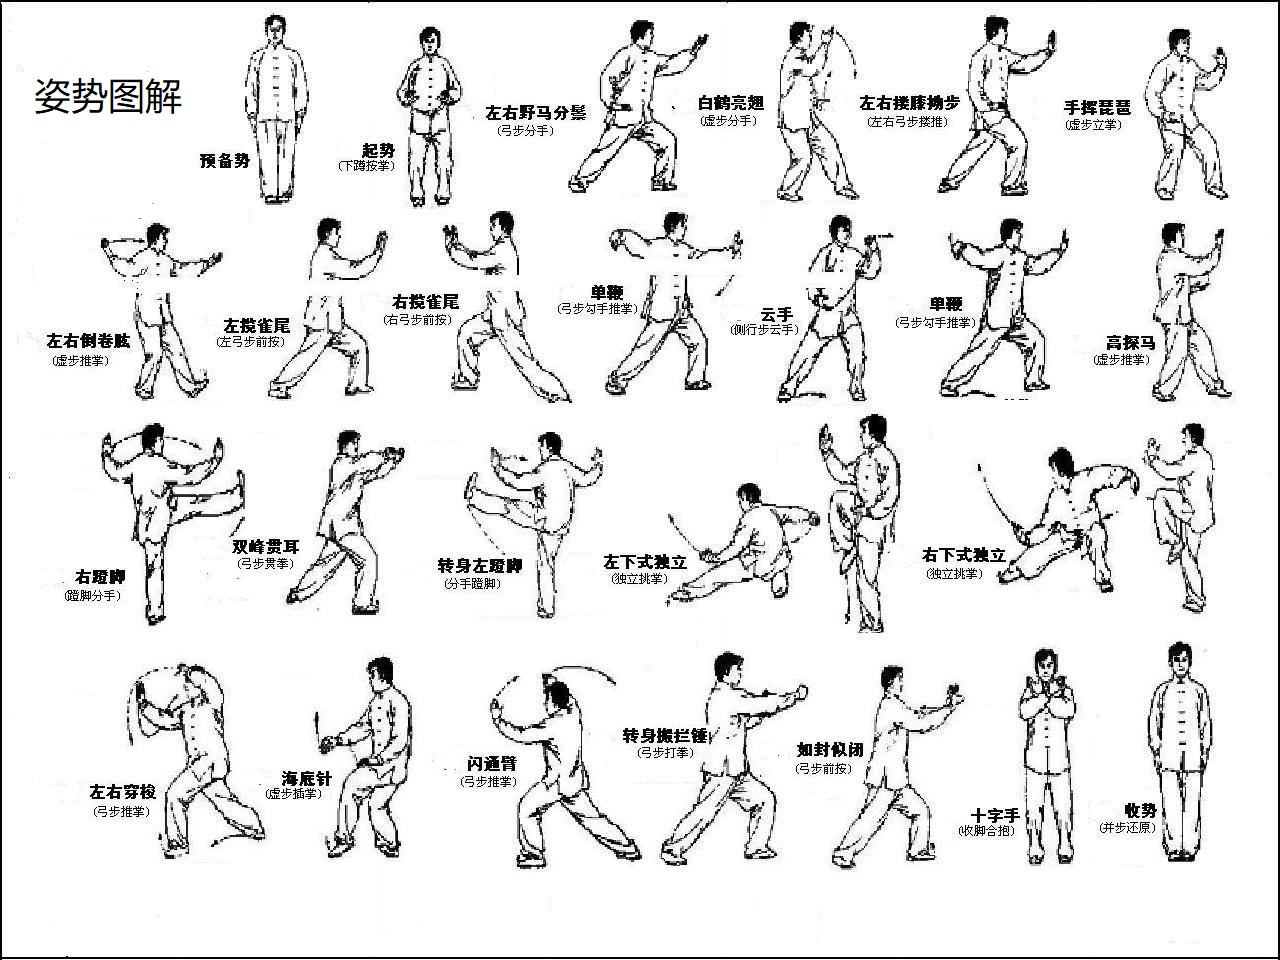 姿势图解
预备势
起势
(下蹲按掌)
左右野马分鬃
(弓步分手)
白鹤亮翅
(虚步分手)
左右搂膝拗步
(左右弓步搂推)
手挥琵琶
(虚步立掌)
左右倒卷肱
(虚步推掌)
左揽雀尾
(左弓步前按)
右揽雀尾
(右弓步前按)
单鞭
(弓步勾手推掌)
云手
(侧行步云手)
单鞭
(弓步勾手推掌)
高探马
(虚步推掌)
右蹬脚
(蹬脚分手)
双峰贯耳
(弓步贯拳)
转身左蹬脚
(分手蹬脚)
左下式独立
(独立挑掌)
右下式独立
(独立挑掌)
左右穿梭
(弓步推掌)
海底针
(虚步插掌)
闪通臂
(弓步推掌)
转身搬拦锤
(弓步打拳)
如封似闭
(弓步前按)
十字手
(收脚合抱)
收势
(并步还原)